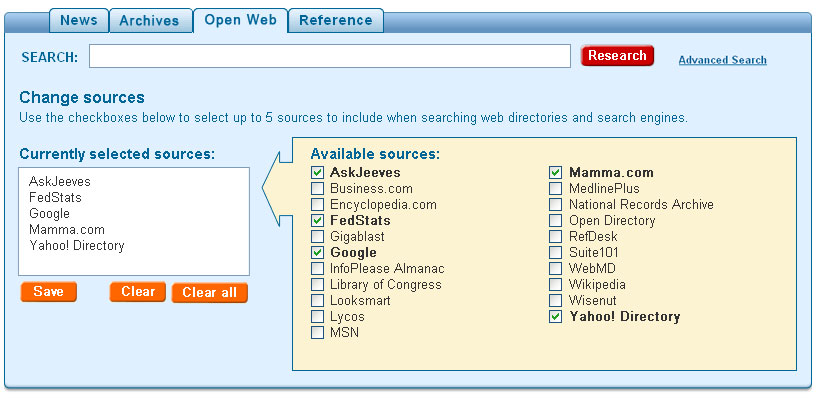 News Archives Open Web Reference
SEARCH: Research Advanced Search
Change sources
Use the checkboxes below to select up to 5 sources to include when searching web directories and search engines.
Currently selected sources:
AskJeeves
FedStats
Google
Mamma.com
Yahoo! Directory
Save Clear Clear all
Available sources:
AskJeeves
Business.com
Encyclopedia.com
FedStats
Gigablast
Google
InfoPlease Almanac
Library of Congress
Looksmart
Lycos
MSN
Mamma.com
MedlinePlus
National Records Archive
Open Directory
RefDesk
Suite101
WebMD
Wikipedia
Wisenut
Yahoo! Directory